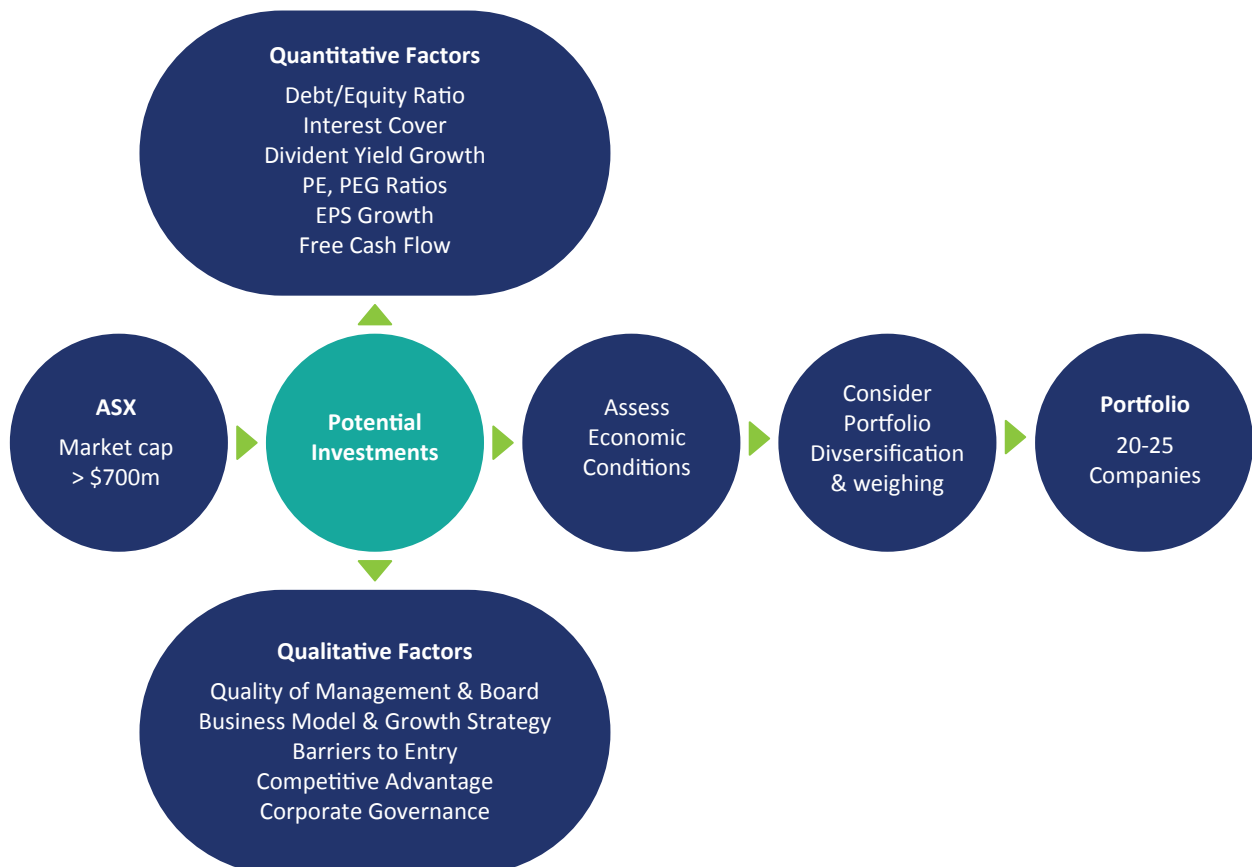 Quantitative Factors
Debt/Equity Ratio
Interest Cover
Divident Yield Growth
PE, PEG Ratios
EPS Growth
Free Cash Flow
ASX
Market cap
> $700m
Potential
Investments
Assess
Economic
Conditions
Consider
Portfolio
Divsersification
& weighing
Portfolio
20-25
Companies
Qualitative Factors
Quality of Management & Board
Business Model & Growth Strategy
Barriers to Entry
Competitive Advantage
Corporate Governance